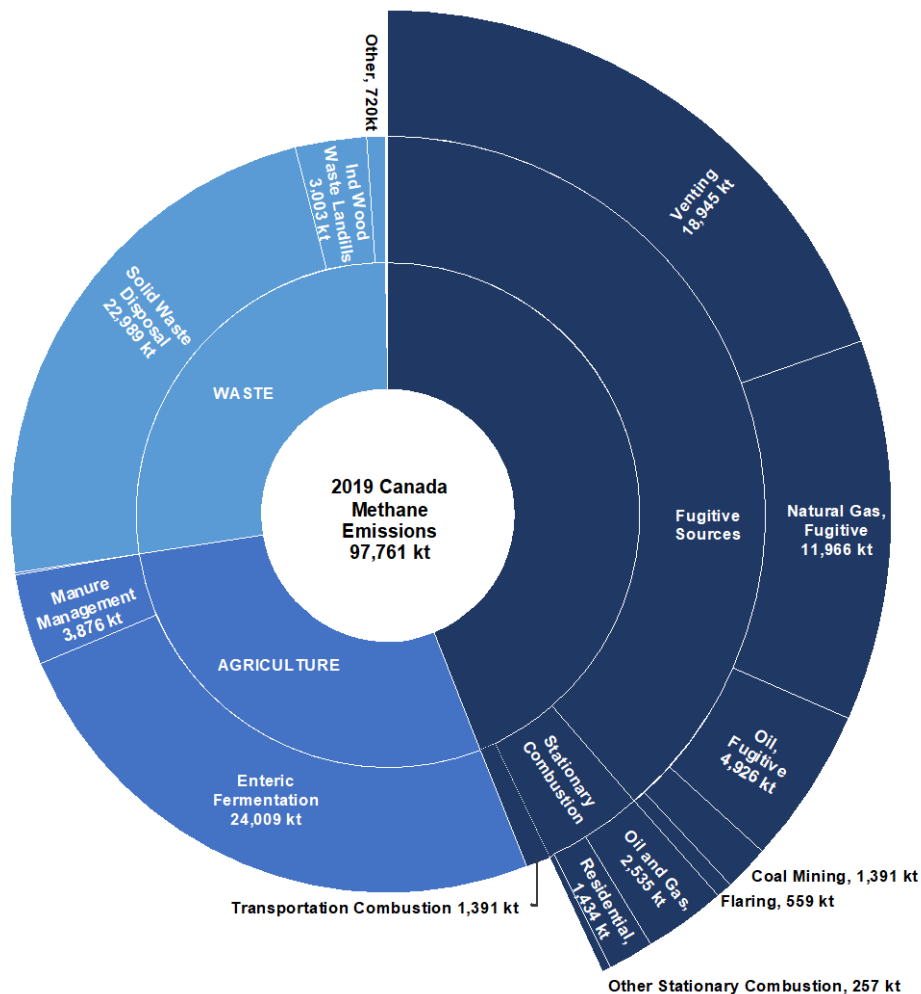 Other, 720kt
Ind Wood
Waste Landills
3,003 kt
Venting
18,945 kt
Solid Waste
Disposal
22,989 kt
WASTE
2019 Canada
Methane
Emissions
97,761 kt
Fugitive
Sources
Natural Gas,
Fugitive
11,966 kt
Manure
Management
3,876 kt
AGRICULTURE
Stationary
Combustion
Oil,
Fugitive
4,926 kt
Enteric
Fermentation
24,009 kt
Oil and Gas,
2,535 kt
Residential,
1,434 kt
Coal Mining, 1,391 kt
Flaring, 559 kt
Transportation Combustion 1,391 kt
Other Stationary Combustion, 257 kt